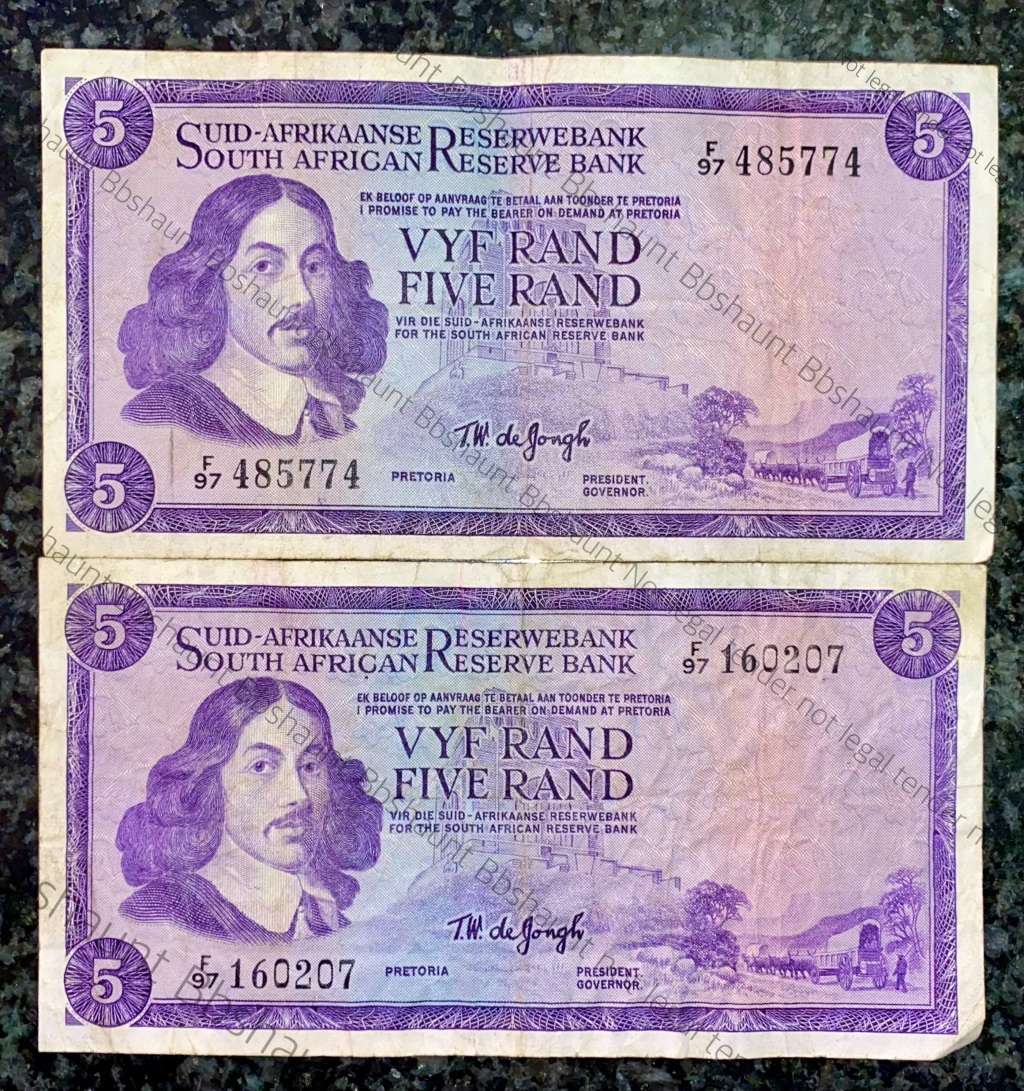 5
5
SUID-AFRIKAANSE RESERWEBANK
SOUTH AFRICAN RESERVE BANK
F/97 485774
EK BELOOF OP AANVRAAG TE BETAAL AAN TOONDER TE PRETORIA
I PROMISE TO PAY THE BEARER ON DEMAND AT PRETORIA
VYF RAND
FIVE RAND
VIR DIE SUID-AFRIKAANSE RESERWEBANK
FOR THE SOUTH AFRICAN RESERVE BANK
T.W. de Jongh
5
F/97 485774
PRETORIA
PRESIDENT.
GOVERNOR.
5
5
SUID-AFRIKAANSE RESERWEBANK
SOUTH AFRICAN RESERVE BANK
F/97 160207
EK BELOOF OP AANVRAAG TE BETAAL AAN TOONDER TE PRETORIA
I PROMISE TO PAY THE BEARER ON DEMAND AT PRETORIA
VYF RAND
FIVE RAND
VIR DIE SUID-AFRIKAANSE RESERWEBANK
FOR THE SOUTH AFRICAN RESERVE BANK
T.W. de Jongh
5
F/97 160207
PRETORIA
PRESIDENT.
GOVERNOR.
Bbshaunt
not legal tender